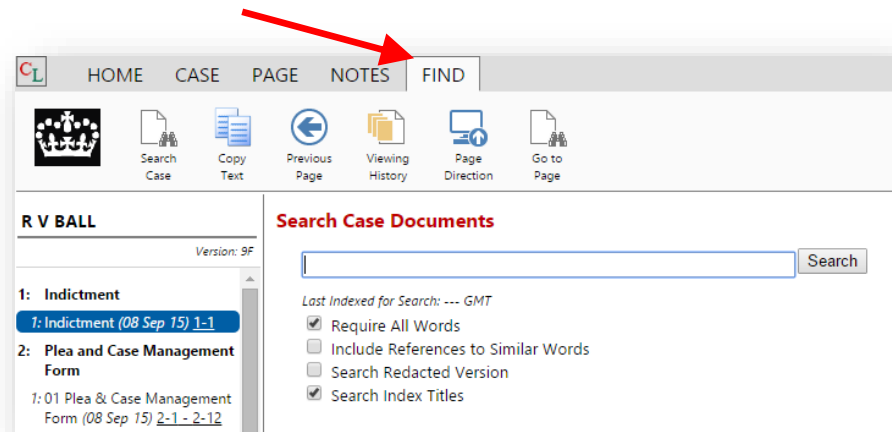 CL HOME CASE PAGE NOTES FIND
Search Case
Copy Text
Previous Page
Viewing History
Page Direction
Go to Page
R V BALL
Version: 9F
1: Indictment
1: Indictment (08 Sep 15) 1-1
2: Plea and Case Management
Form
1: 01 Plea & Case Management
Form (08 Sep 15) 2-1 - 2-12
Search Case Documents
Search
Last Indexed for Search: --- GMT
Require All Words
Include References to Similar Words
Search Redacted Version
Search Index Titles